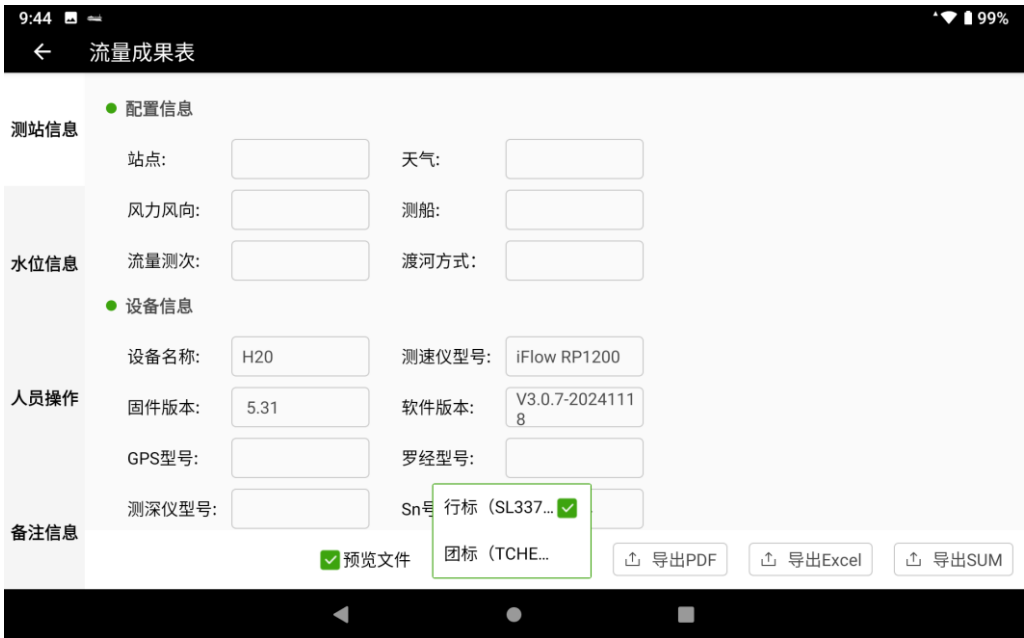 9:44
99%
流量成果表
测站信息
水位信息
人员操作
备注信息
配置信息
站点:
天气:
风力风向:
测船:
流量测次:
渡河方式:
设备信息
设备名称: H20
测速仪型号: iFlow RP1200
固件版本: 5.31
软件版本: V3.0.7-2024111
8
GPS型号:
罗经型号:
测深仪型号:
Sn号
行标（SL337...
团标（TCHE...
预览文件
导出PDF
导出Excel
导出SUM